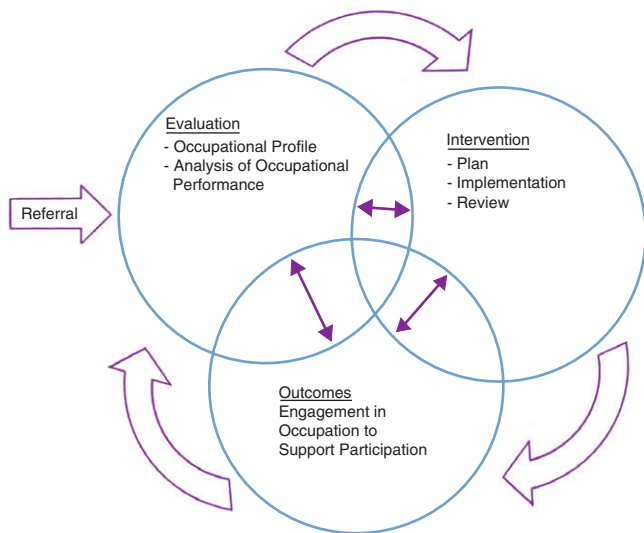 Referral
Evaluation
- Occupational Profile
- Analysis of Occupational
Performance
Intervention
- Plan
- Implementation
- Review
Outcomes
Engagement in
Occupation to
Support Participation